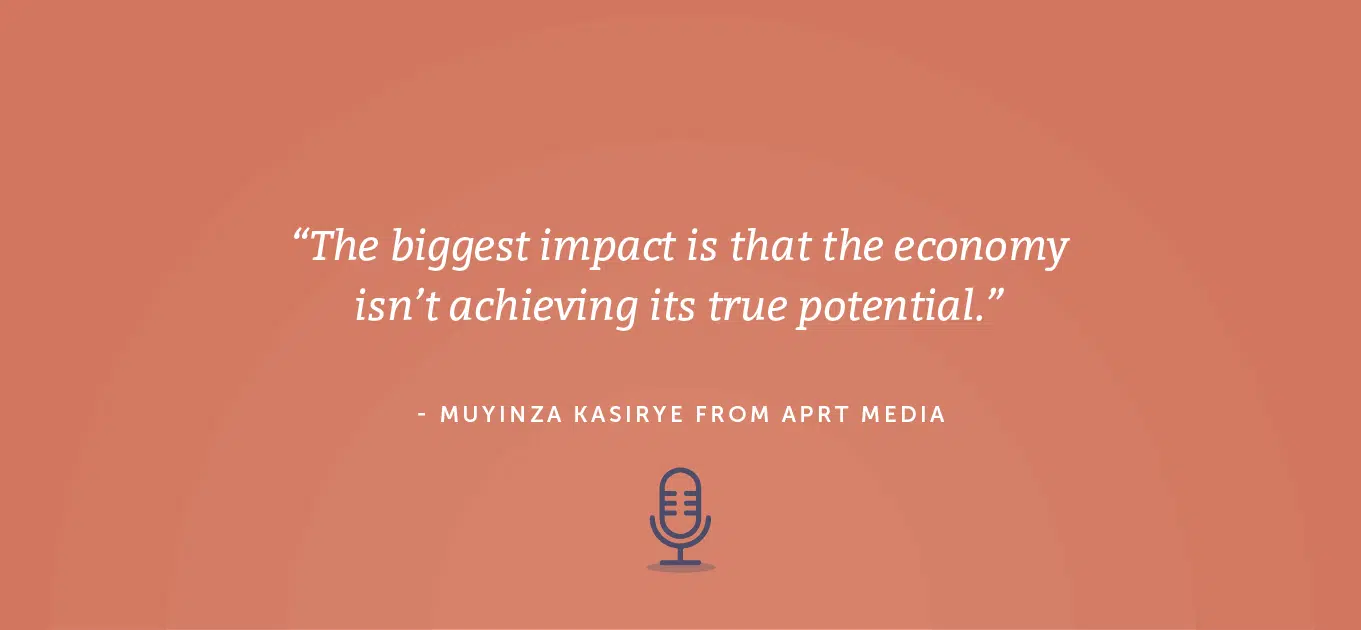 “The biggest impact is that the economy
isn’t achieving its true potential.”
- MUYINZA KASIRYE FROM APRT MEDIA